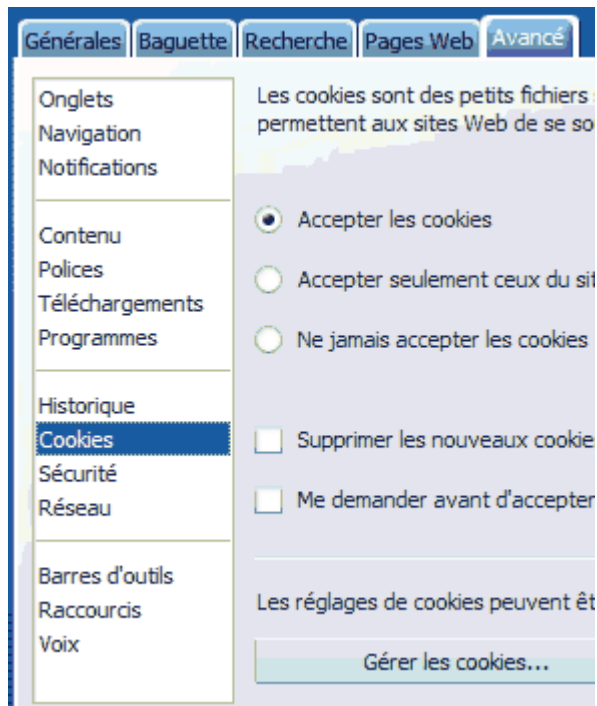 Générales Baguette Recherche Pages Web Avancé
Onglets
Navigation
Notifications
Contenu
Polices
Téléchargements
Programmes
Historique
Cookies
Sécurité
Réseau
Barres d'outils
Raccourcis
Voix
Les cookies sont des petits fichiers
permettent aux sites Web de se so
Accepter les cookies
Accepter seulement ceux du sit
Ne jamais accepter les cookies
Supprimer les nouveaux cookies
Me demander avant d'accepter
Les réglages de cookies peuvent êt
Gérer les cookies...